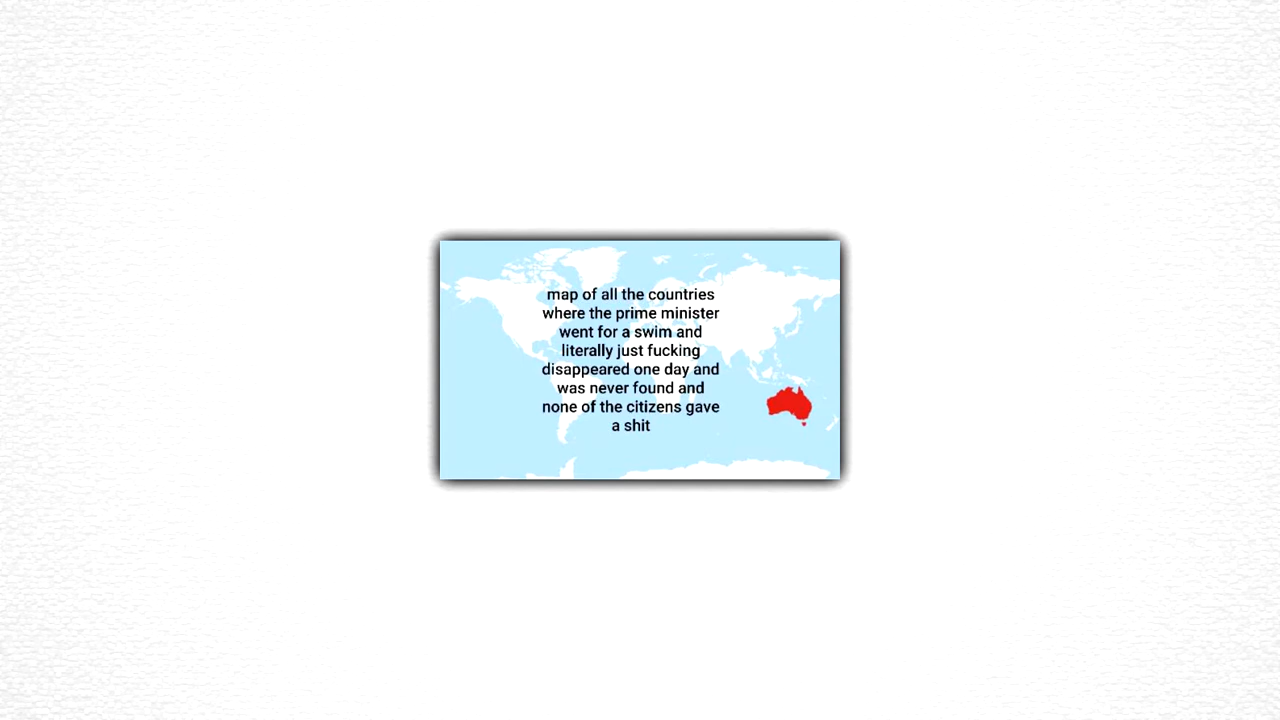 map of all the countries
where the prime minister
went for a swim and
literally just fucking
disappeared one day and
was never found and
none of the citizens gave
a shit